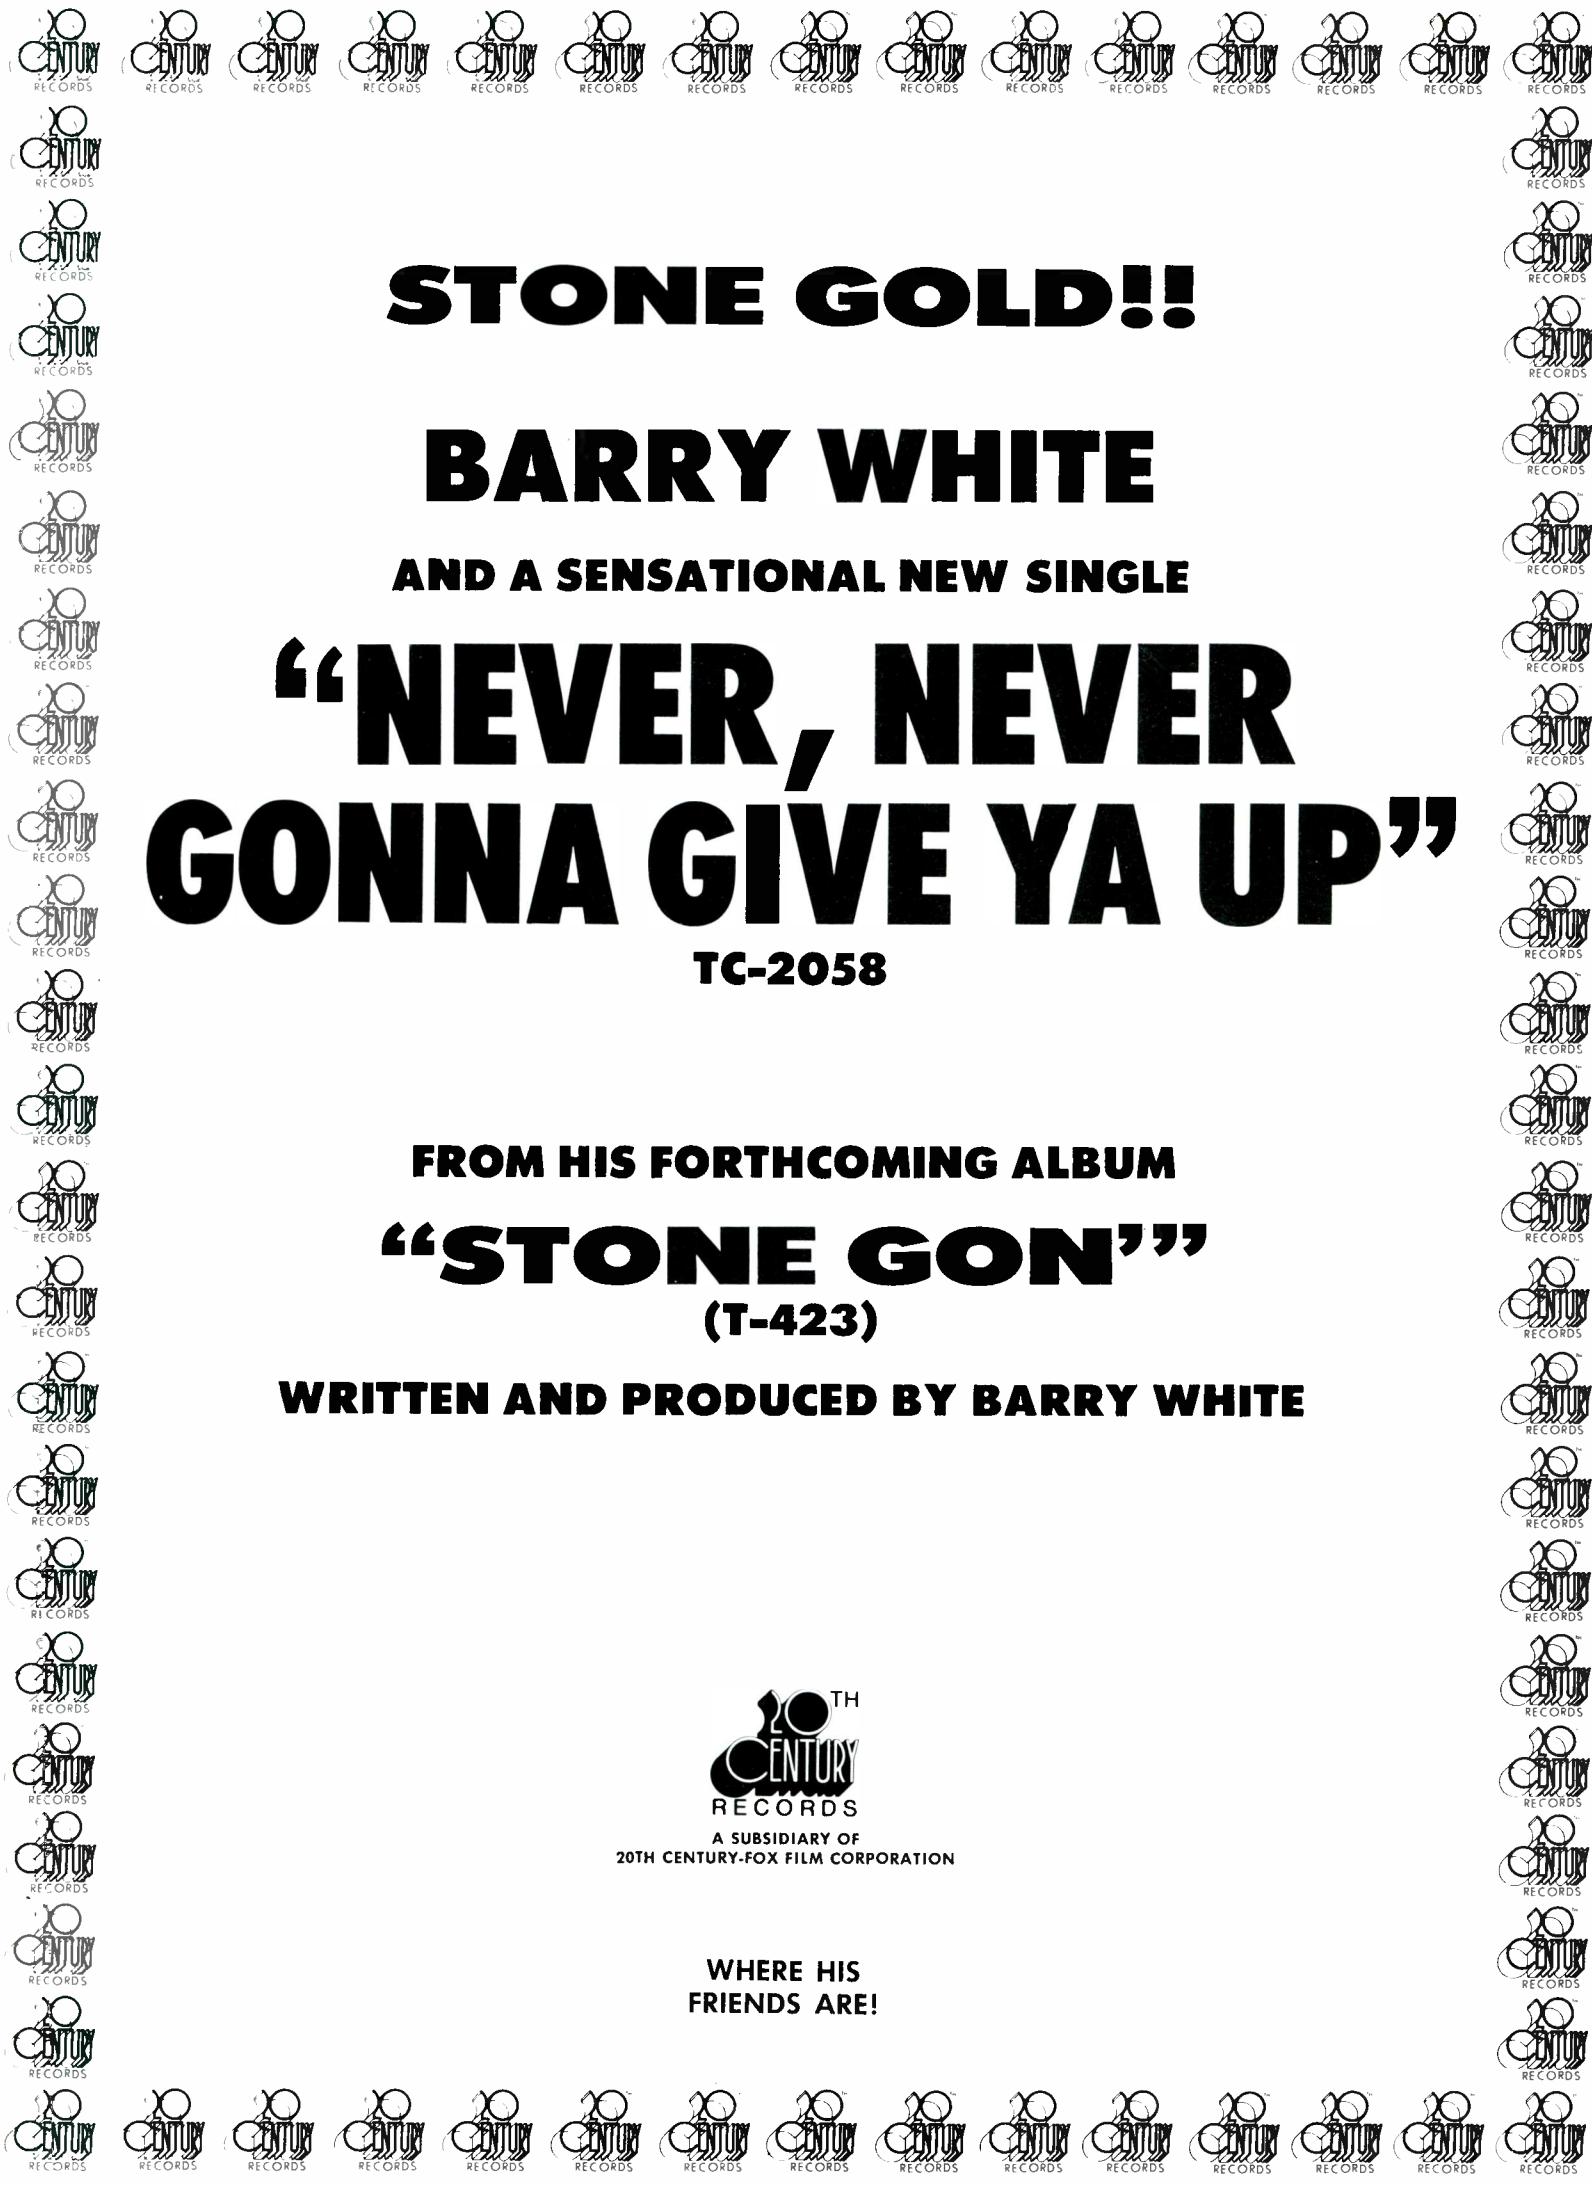 STONE GOLD!!
BARRY WHITE
AND A SENSATIONAL NEW SINGLE
“NEVER, NEVER
GONNA GIVE YA UP”
TC-2058
FROM HIS FORTHCOMING ALBUM
“STONE GON’”
(T-423)
WRITTEN AND PRODUCED BY BARRY WHITE
20TH
CENTURY
RECORDS
A SUBSIDIARY OF
20TH CENTURY-FOX FILM CORPORATION
WHERE HIS
FRIENDS ARE!